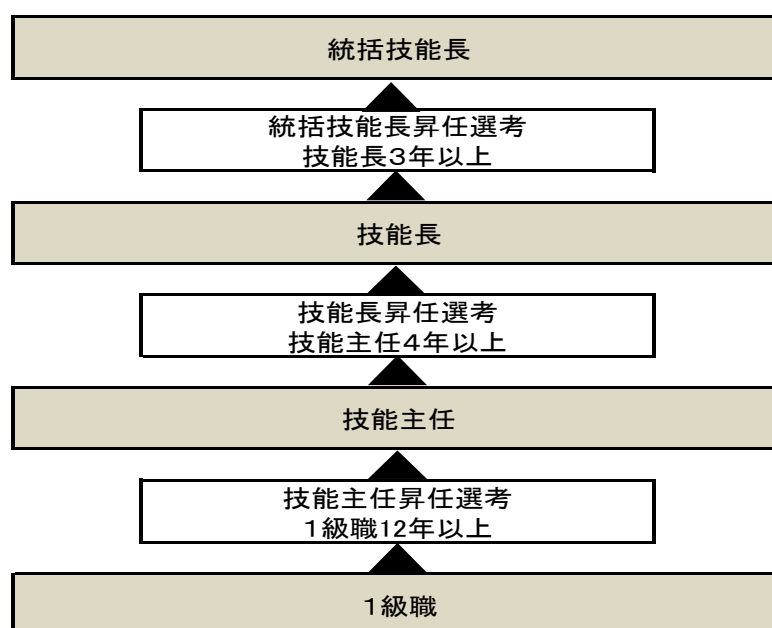 統括技能長
統括技能長昇任選考
技能長3年以上
技能長
技能長昇任選考
技能主任4年以上
技能主任
技能主任昇任選考
1級職12年以上
1級職